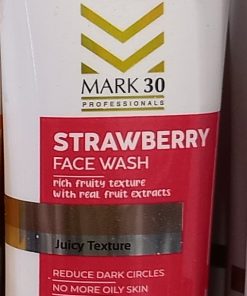 MARK 30
PROFESSIONALS
STRAWBERRY
FACE WASH
rich fruity texture
with real fruit extracts
Juicy Texture
REDUCE DARK CIRCLES
NO MORE OILY SKIN